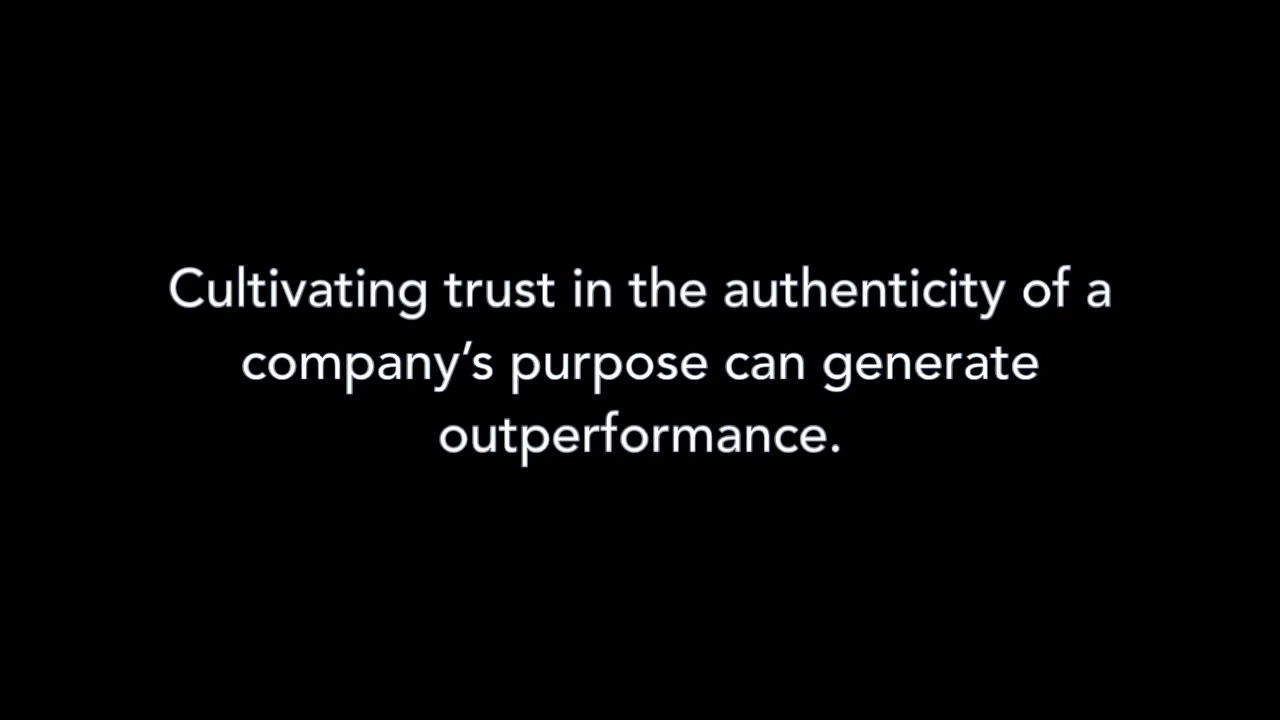 Cultivating trust in the authenticity of a
company’s purpose can generate
outperformance.